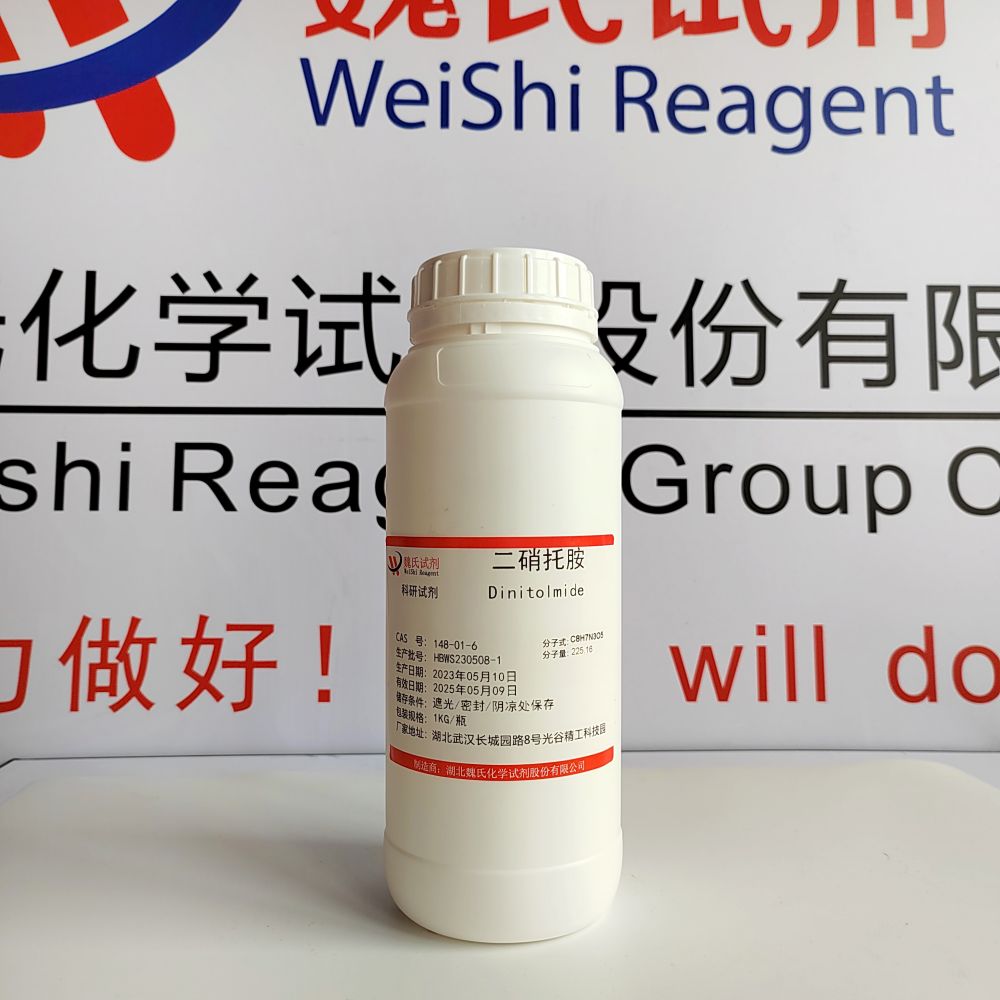 魏氏试剂
WeiShi Reagent
化学试 股份有限
shi Reag Group C
力做好! will do
魏氏试剂
WeiShi Reagent
科研试剂
二硝托胺
Dinitolmide
CAS 号: 148-01-6
分子式: C8H7N3O5
生产批号: HBWS230508-1
分子量: 225.16
生产日期: 2023年05月10日
有效日期: 2025年05月09日
储存条件: 遮光/密封/阴凉处保存
包装规格: 1KG/瓶
厂家地址: 湖北武汉长城园路8号光谷精工科技园
制造商: 湖北魏氏化学试剂股份有限公司